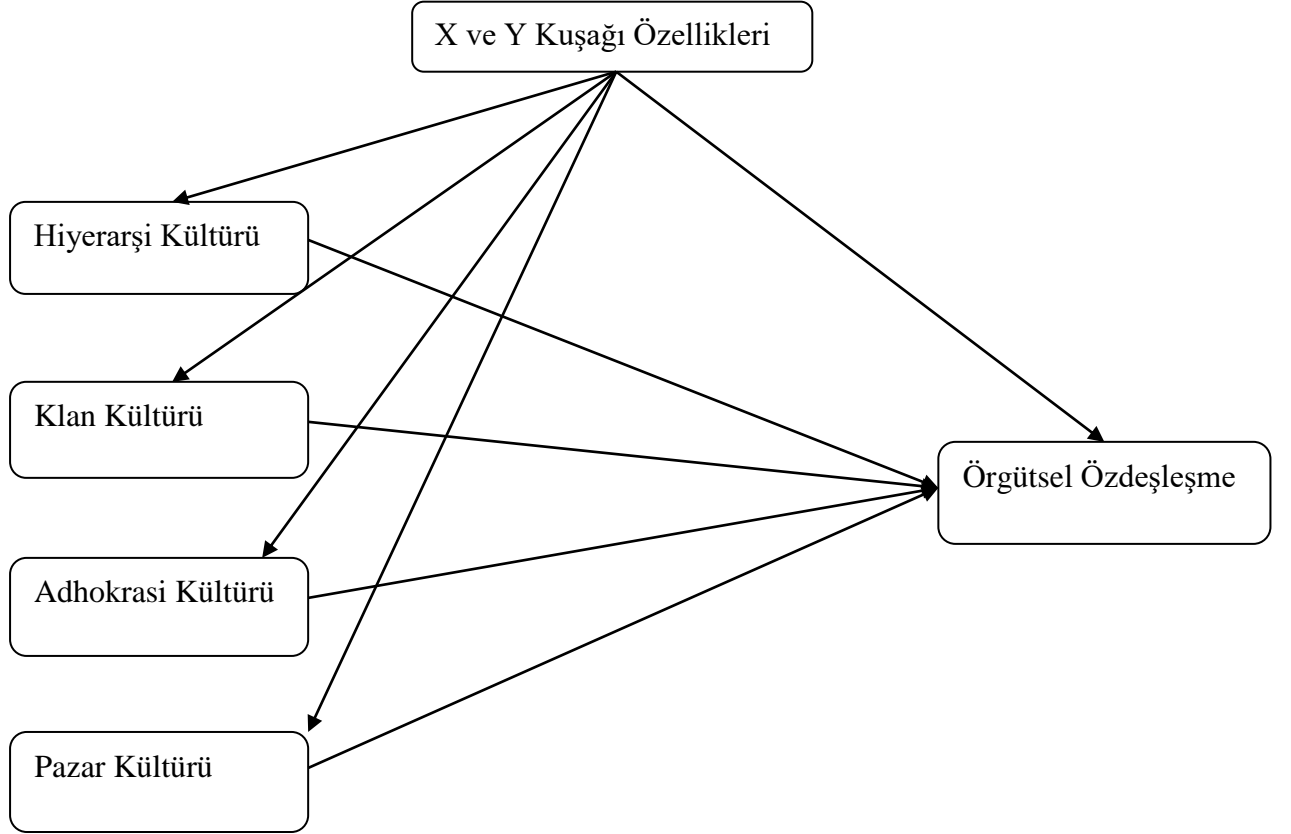 X ve Y Kuşağı Özellikleri
Hiyerarşi Kültürü
Klan Kültürü
Örgütsel Özdeşleşme
Adhokrasi Kültürü
Pazar Kültürü